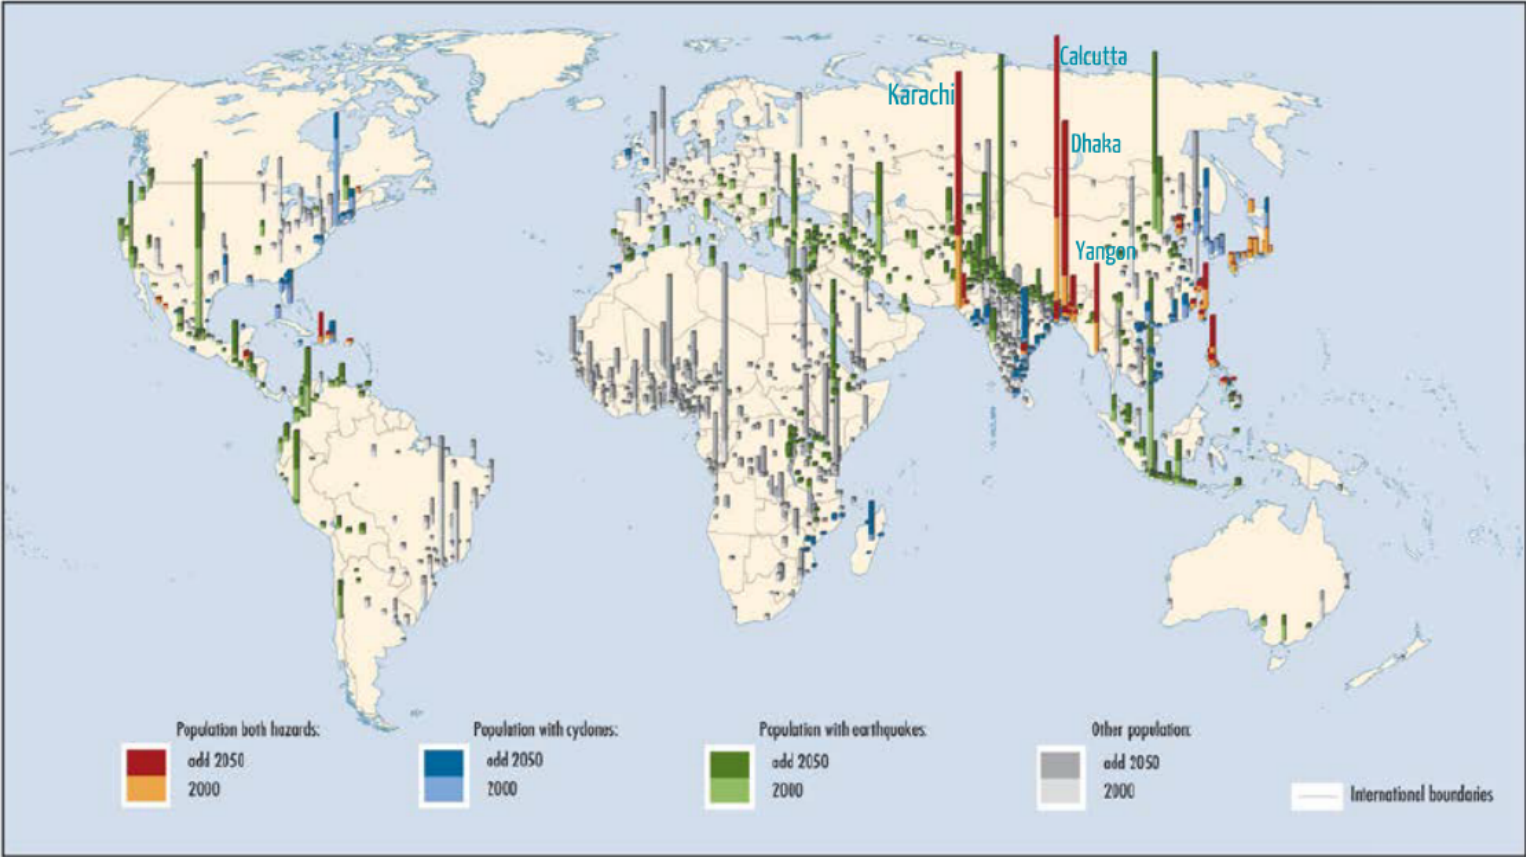 Calcutta
Karachi
Dhaka
Yangon
Population both hazards:
add 2050
2000
Population with cyclones:
add 2050
2000
Population with earthquakes:
add 2050
2000
Other population:
add 2050
2000
International boundaries